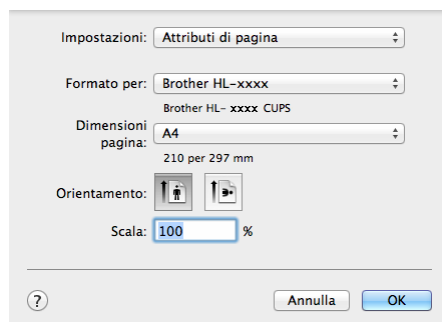 Impostazioni: Attributi di pagina
Formato per: Brother HL-xxxx
Brother HL- xxxx CUPS
Dimensioni pagina: A4
210 per 297 mm
Orientamento:
Scala: 100 %
? Annulla OK